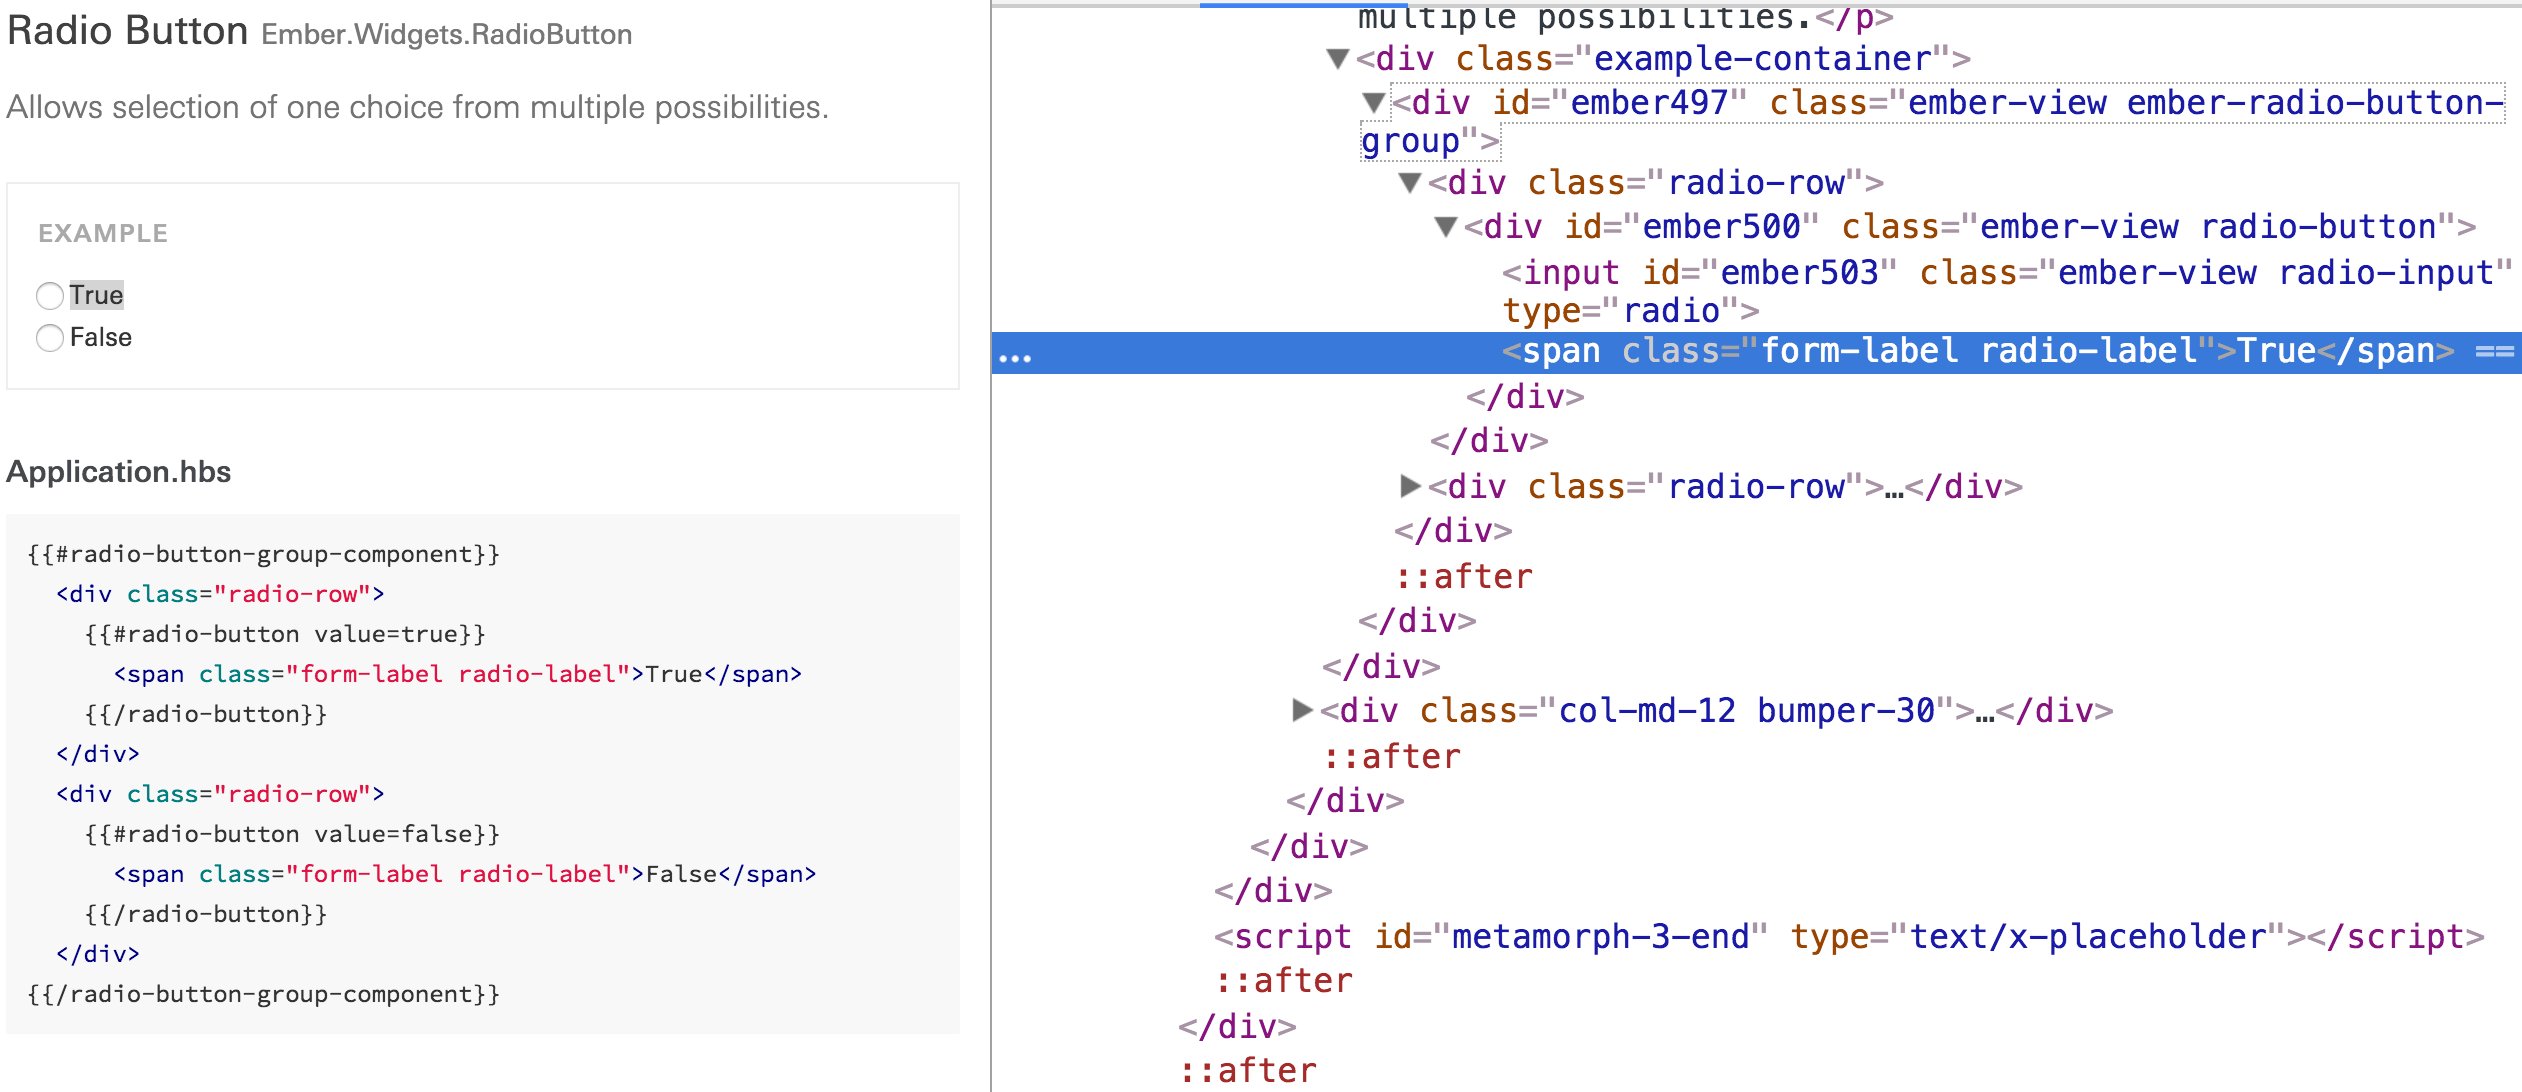 Radio Button Ember.Widgets.RadioButton
Allows selection of one choice from multiple possibilities.
EXAMPLE
True
False
Application.hbs
{{#radio-button-group-component}}
<div class="radio-row">
{{#radio-button value=true}}
<span class="form-label radio-label">True</span>
{{/radio-button}}
</div>
<div class="radio-row">
{{#radio-button value=false}}
<span class="form-label radio-label">False</span>
{{/radio-button}}
</div>
{{/radio-button-group-component}}
multiple possibilities.</p>
▼<div class="example-container">
▼<div id="ember497" class="ember-view ember-radio-button-
group">
▼<div class="radio-row">
▼<div id="ember500" class="ember-view radio-button">
<input id="ember503" class="ember-view radio-input"
type="radio">
... <span class="form-label radio-label">True</span> ==
</div>
</div>
▶<div class="radio-row">…</div>
</div>
::after
</div>
</div>
▶<div class="col-md-12 bumper-30">…</div>
::after
</div>
</div>
</div>
<script id="metamorph-3-end" type="text/x-placeholder"></script>
::after
</div>
::after